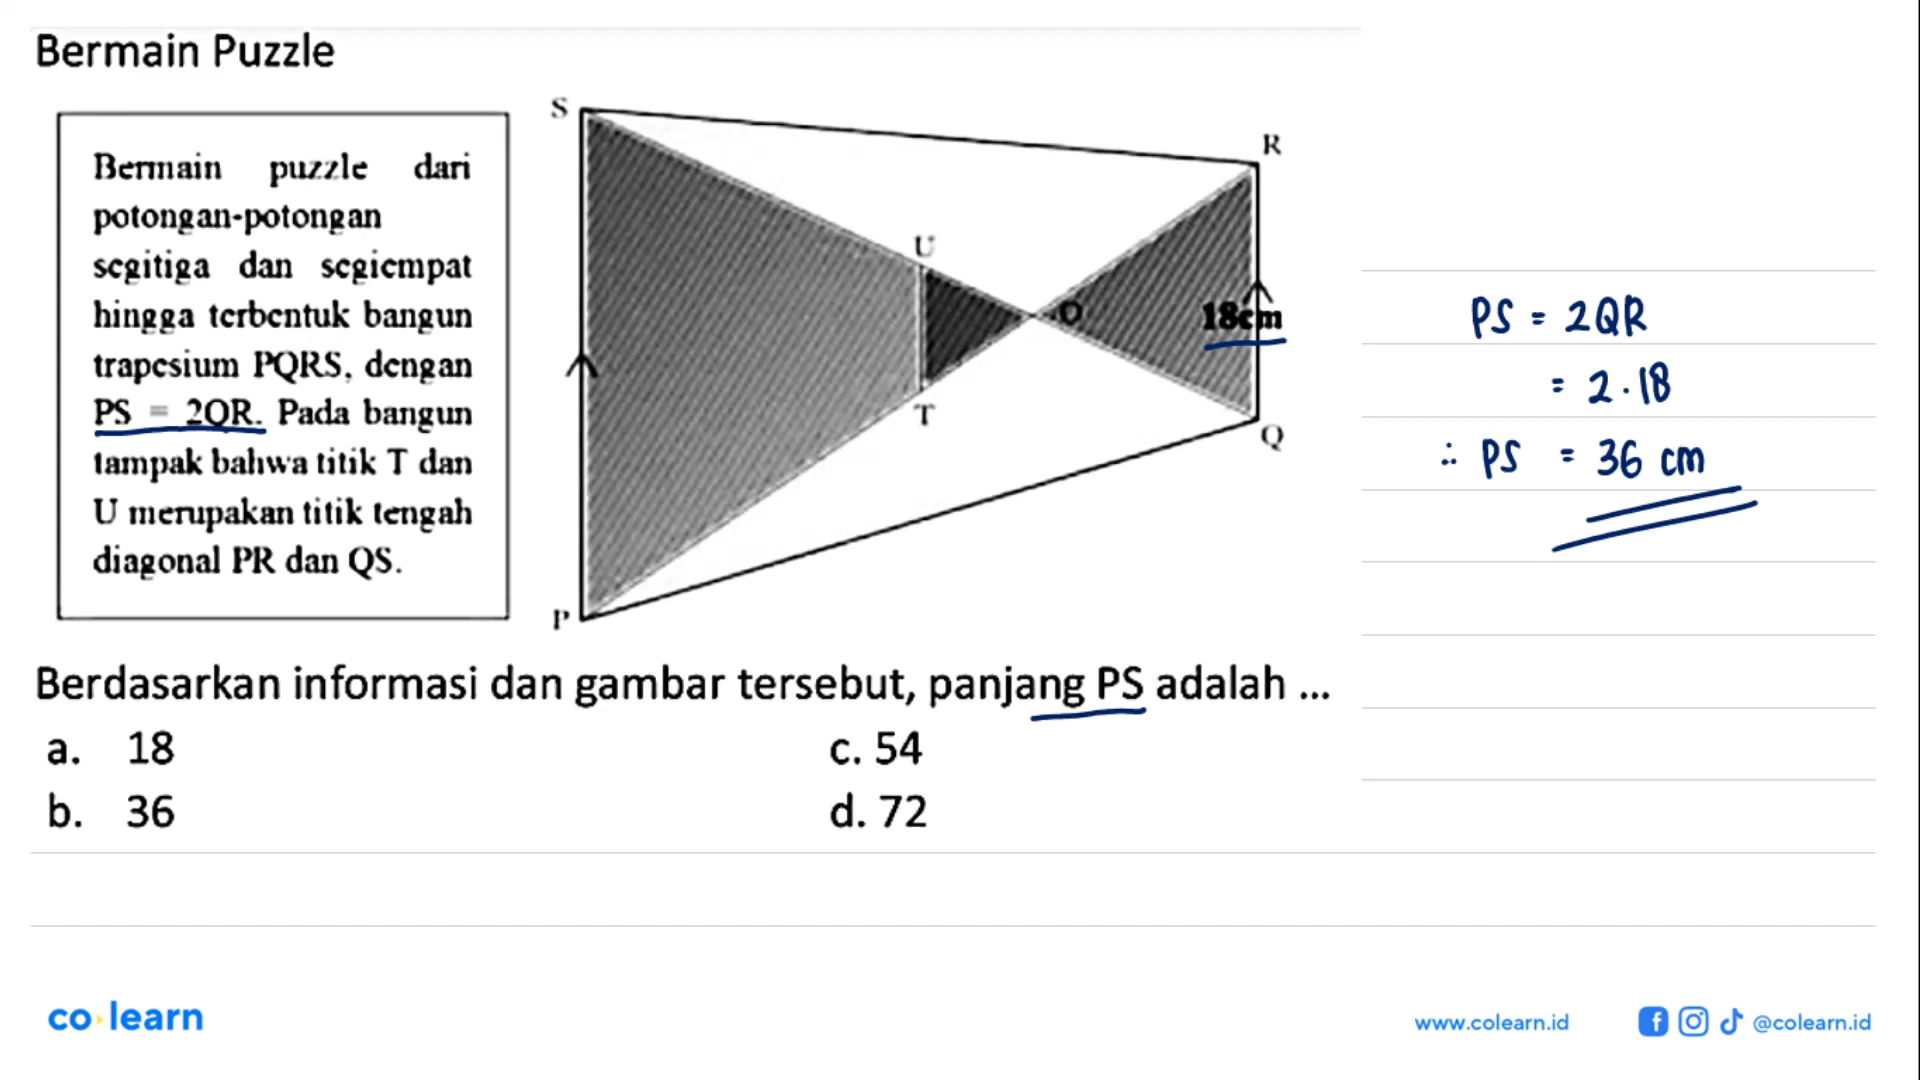 Bermain Puzzle
Bermain puzzle dari
potongan-potongan
segitiga dan segiempat
hingga terbentuk bangun
trapesium PQRS, dengan
PS = 2QR. Pada bangun
tampak bahwa titik T dan
U merupakan titik tengah
diagonal PR dan QS.
S
R
U
O
18cm
T
Q
P
PS = 2QR
= 2.18
∴ PS = 36 cm
Berdasarkan informasi dan gambar tersebut, panjang PS adalah ...
a. 18
c. 54
b. 36
d. 72
co learn
www.colearn.id
@colearn.id